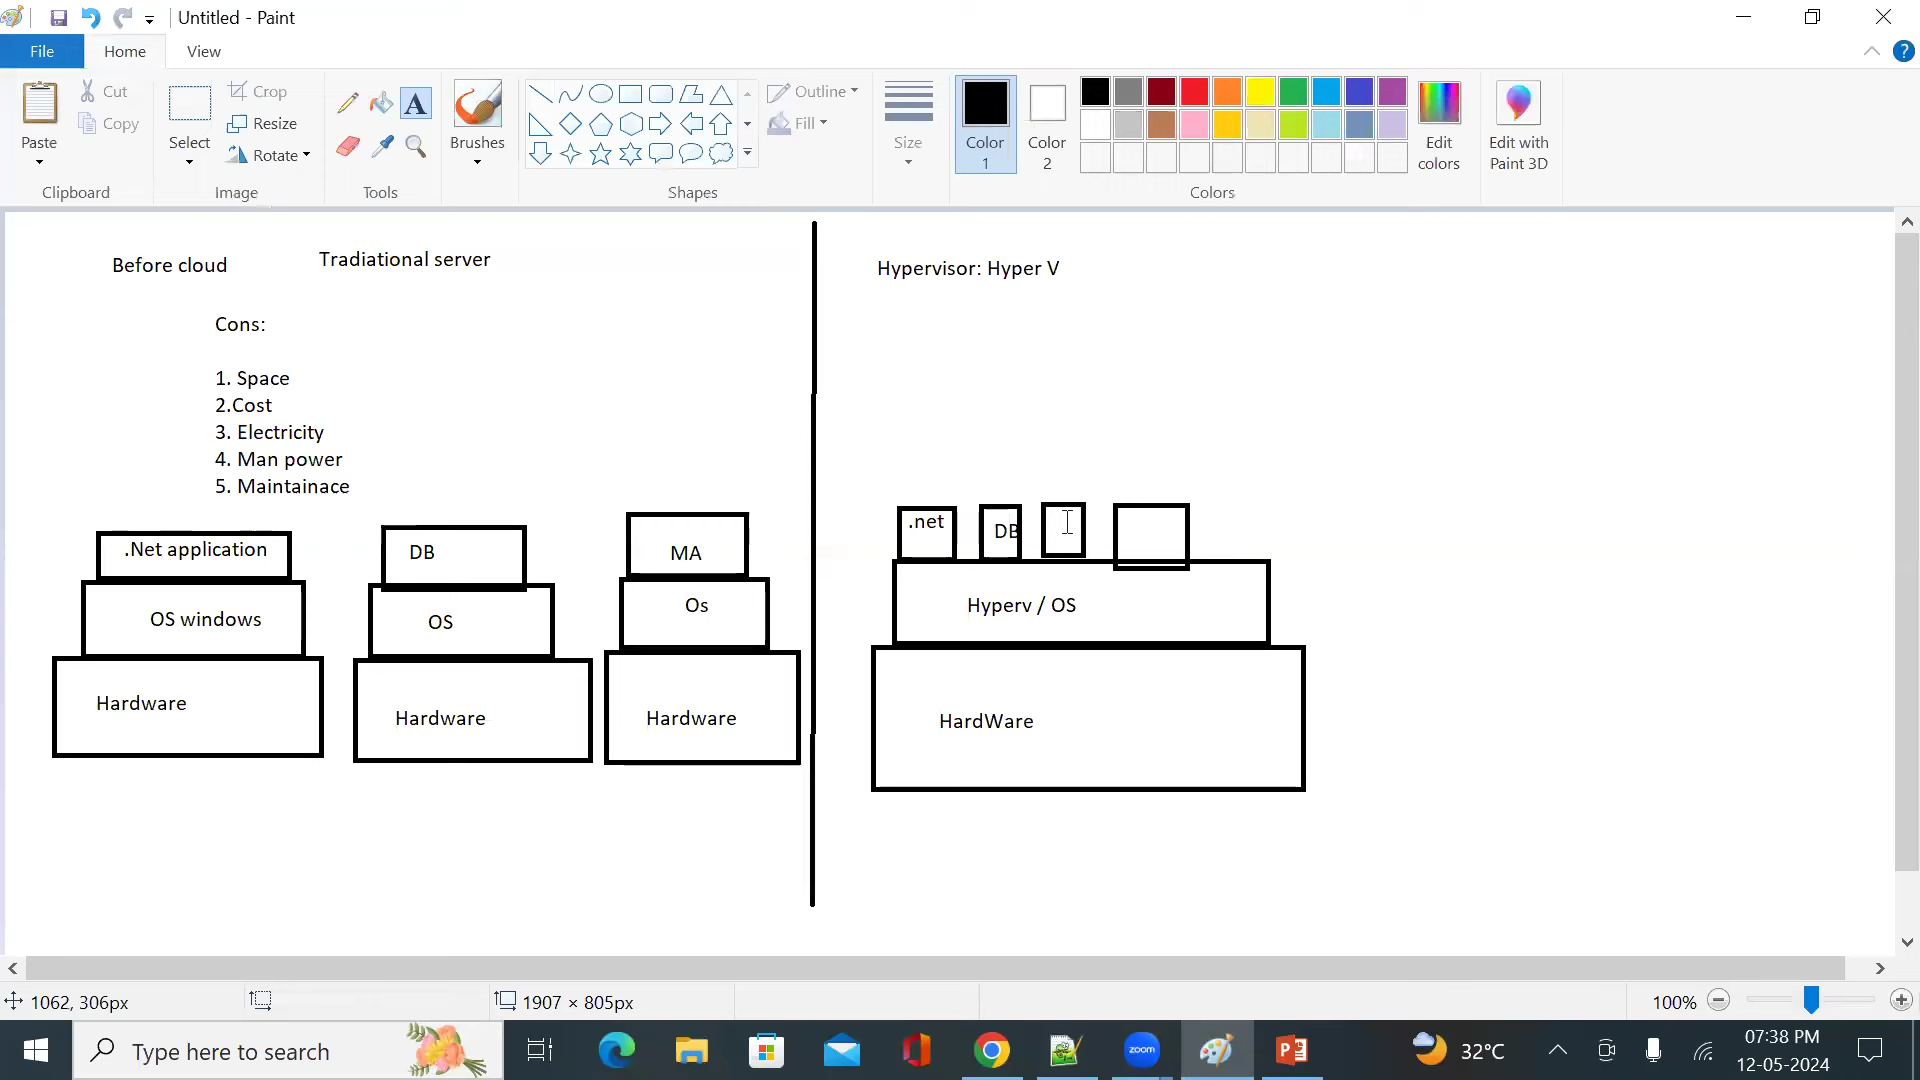 Untitled - Paint
File
Home
View
Paste
Cut
Copy
Clipboard
Select
Crop
Resize
Rotate
Image
A
Tools
Brushes
Outline
Fill
Shapes
Size
Color
1
Color
2
Colors
Edit
colors
Edit with
Paint 3D
?
Before cloud
Tradiational server
Cons:
1. Space
2.Cost
3. Electricity
4. Man power
5. Maintainace
.Net application
OS windows
Hardware
DB
OS
Hardware
MA
Os
Hardware
Hypervisor: Hyper V
.net
DB
Hyperv / OS
HardWare
1062, 306px
1907 × 805px
100%
Type here to search
zoom
32°C
07:38 PM
12-05-2024